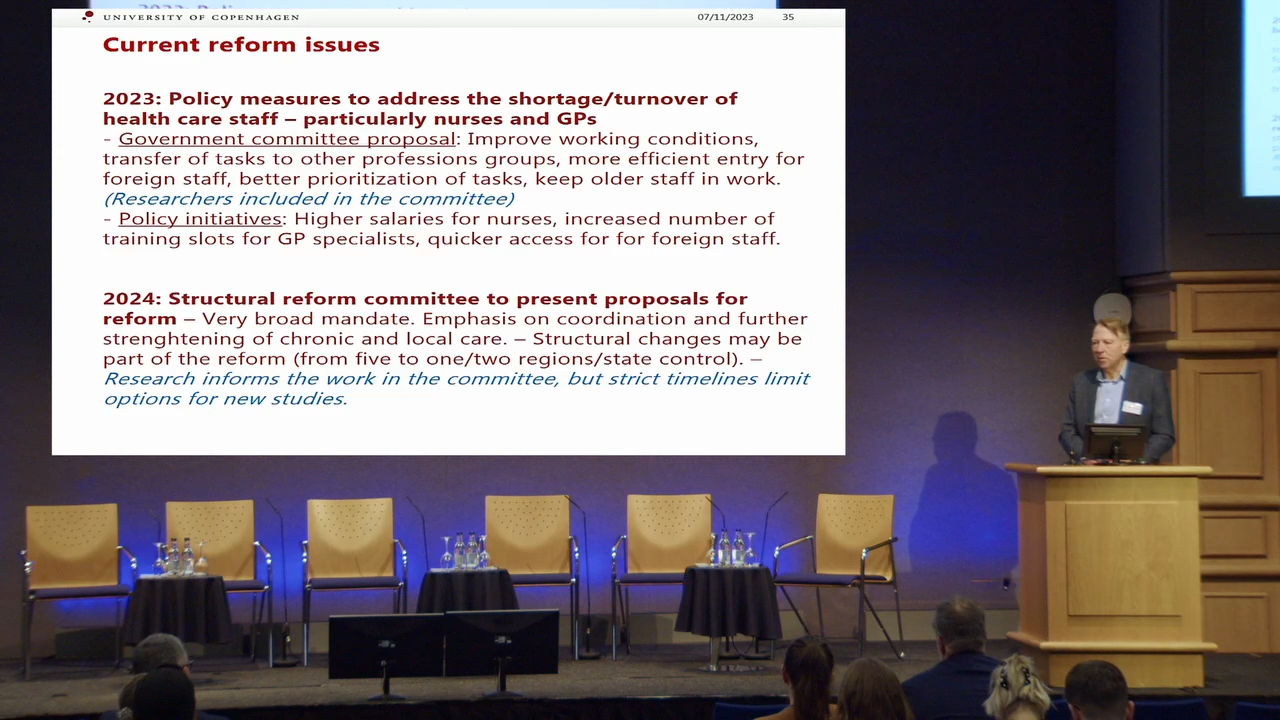 UNIVERSITY OF COPENHAGEN
07/11/2023 35
Current reform issues
2023: Policy measures to address the shortage/turnover of
health care staff – particularly nurses and GPs
- Government committee proposal: Improve working conditions,
transfer of tasks to other professions groups, more efficient entry for
foreign staff, better prioritization of tasks, keep older staff in work.
(Researchers included in the committee)
- Policy initiatives: Higher salaries for nurses, increased number of
training slots for GP specialists, quicker access for for foreign staff.
2024: Structural reform committee to present proposals for
reform – Very broad mandate. Emphasis on coordination and further
strenghtening of chronic and local care. – Structural changes may be
part of the reform (from five to one/two regions/state control). –
Research informs the work in the committee, but strict timelines limit
options for new studies.